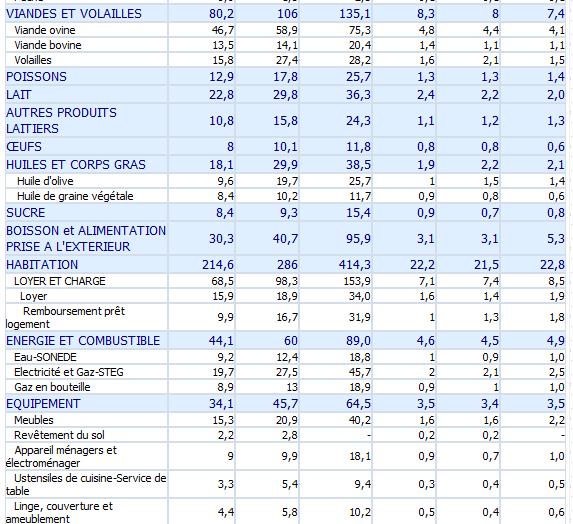 VIANDES ET VOLAILLES 80,2 106 135,1 8,3 8 7,4
Viande ovine 46,7 58,9 75,3 4,8 4,4 4,1
Viande bovine 13,5 14,1 20,4 1,4 1,1 1,1
Volailles 15,8 27,4 28,2 1,6 2,1 1,5
POISSONS 12,9 17,8 25,7 1,3 1,3 1,4
LAIT 22,8 29,8 36,3 2,4 2,2 2,0
AUTRES PRODUITS
LAITIERS 10,8 15,8 24,3 1,1 1,2 1,3
ŒUFS 8 10,1 11,8 0,8 0,8 0,6
HUILES ET CORPS GRAS 18,1 29,9 38,5 1,9 2,2 2,1
Huile d'olive 9,6 19,7 25,7 1 1,5 1,4
Huile de graine végétale 8,4 10,2 11,7 0,9 0,8 0,6
SUCRE 8,4 9,3 15,4 0,9 0,7 0,8
BOISSON et ALIMENTATION
PRISE A L'EXTERIEUR 30,3 40,7 95,9 3,1 3,1 5,3
HABITATION 214,6 286 414,3 22,2 21,5 22,8
LOYER ET CHARGE 68,5 98,3 153,9 7,1 7,4 8,5
Loyer 15,9 18,9 34,0 1,6 1,4 1,9
Remboursement prêt
logement 9,9 16,7 31,9 1 1,3 1,8
ENERGIE ET COMBUSTIBLE 44,1 60 89,0 4,6 4,5 4,9
Eau-SONEDE 9,2 12,4 18,8 1 0,9 1,0
Electricité et Gaz-STEG 19,7 27,5 45,7 2 2,1 2,5
Gaz en bouteille 8,9 13 18,9 0,9 1 1,0
EQUIPEMENT 34,1 45,7 64,5 3,5 3,4 3,5
Meubles 15,3 20,9 40,2 1,6 1,6 2,2
Revêtement du sol 2,2 2,8 - 0,2 0,2 -
Appareil ménagers et
électroménager 9 9,9 18,1 0,9 0,7 1,0
Ustensiles de cuisine-Service de
table 3,3 5,4 9,4 0,3 0,4 0,5
Linge, couverture et
ameublement 4,4 5,8 10,2 0,5 0,4 0,6